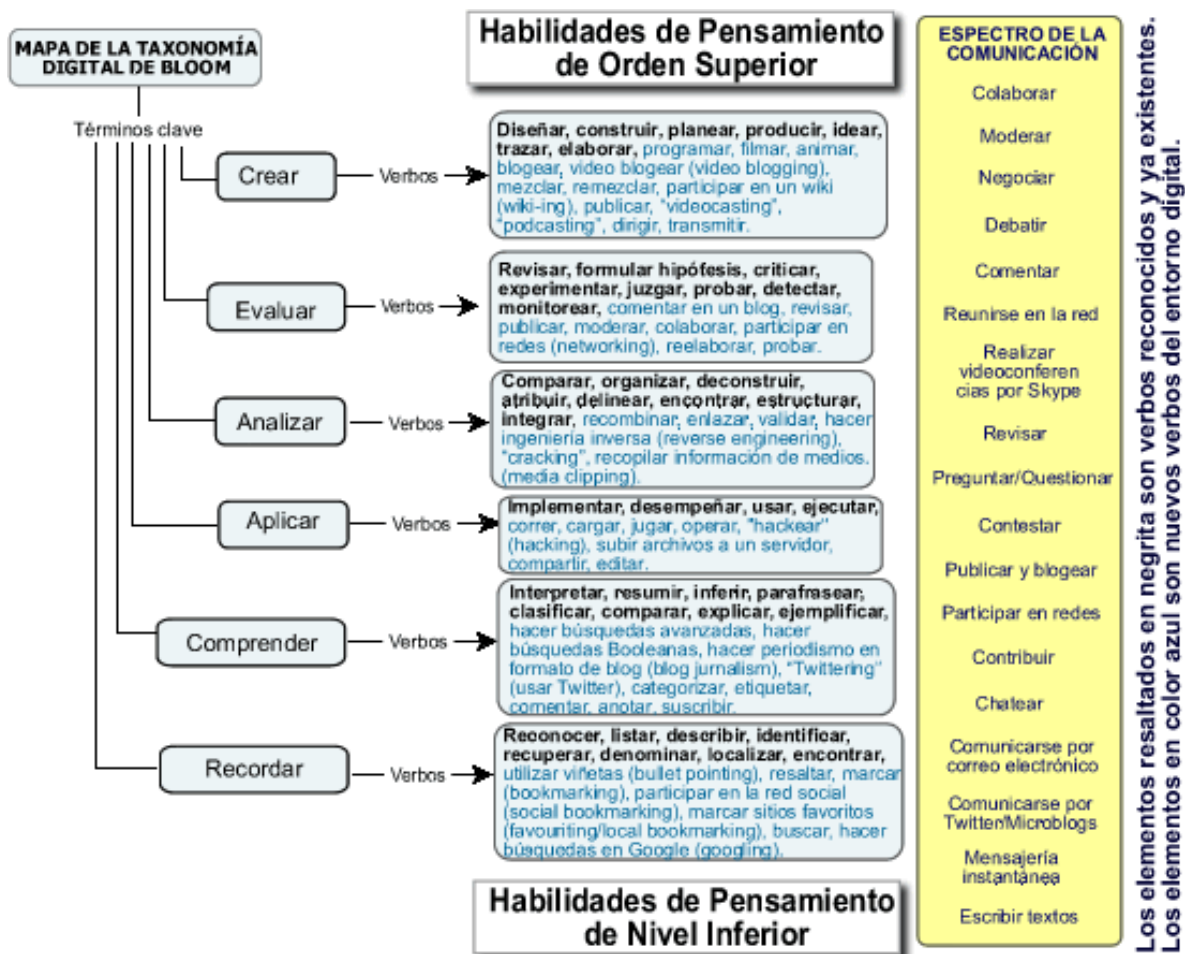 MAPA DE LA TAXONOMÍA
DIGITAL DE BLOOM
Términos clave
Habilidades de Pensamiento
de Orden Superior
Crear
Verbos
Diseñar, construir, planear, producir, idear,
trazar, elaborar, programar, filmar, animar,
blogear, video blogear (video blogging),
mezclar, remezclar, participar en un wiki
(wiki-ing), publicar, "videocasting",
"podcasting", dirigir, transmitir.
Evaluar
Verbos
Revisar, formular hipófesis, criticar,
experimentar, juzgar, probar, detectar,
monitorear, comentar en un blog, revisar,
publicar, moderar, colaborar, participar en
redes (networking), reelaborar, probar.
Analizar
Verbos
Comparar, organizar, deconstruir,
atribuir, delinear, encontrar, estructurar,
integrar, recombinar, enlazar, validar, hacer
ingeniería inversa (reverse engineering),
"cracking", recopilar información de medios.
(media clipping).
Aplicar
Verbos
Implementar, desempeñar, usar, ejecutar,
correr, cargar, jugar, operar, "hackear"
(hacking), subir archivos a un servidor,
compartir, editar.
Comprender
Verbos
Interpretar, resumir, inferir, parafrasear,
clasificar, comparar, explicar, ejemplificar,
hacer búsquedas avanzadas, hacer
búsquedas Booleanas, hacer periodismo en
formato de blog (blog jurnalism), "Twittering"
(usar Twitter), categorizar, etiquetar,
comentar, anotar, suscribir.
Recordar
Verbos
Reconocer, listar, describir, identificar,
recuperar, denominar, localizar, encontrar,
utilizar viñetas (bullet pointing), resaltar, marcar
(bookmarking), participar en la red social
(social bookmarking), marcar sitios favoritos
(favouriting/local bookmarking), buscar, hacer
búsquedas en Google (googling).
Habilidades de Pensamiento
de Nivel Inferior
ESPECTRO DE LA
COMUNICACIÓN
Colaborar
Moderar
Negociar
Debatir
Comentar
Reunirse en la red
Realizar
videoconferen
cias por Skype
Revisar
Preguntar/Questionar
Contestar
Publicar y blogear
Participar en redes
Contribuir
Chatear
Comunicarse por
correo electrónico
Comunicarse por
Twitter/Microblogs
Mensajería
instantánea
Escribir textos
Los elementos resaltados en negrita son verbos reconocidos y ya existentes.
Los elementos en color azul son nuevos verbos del entorno digital.